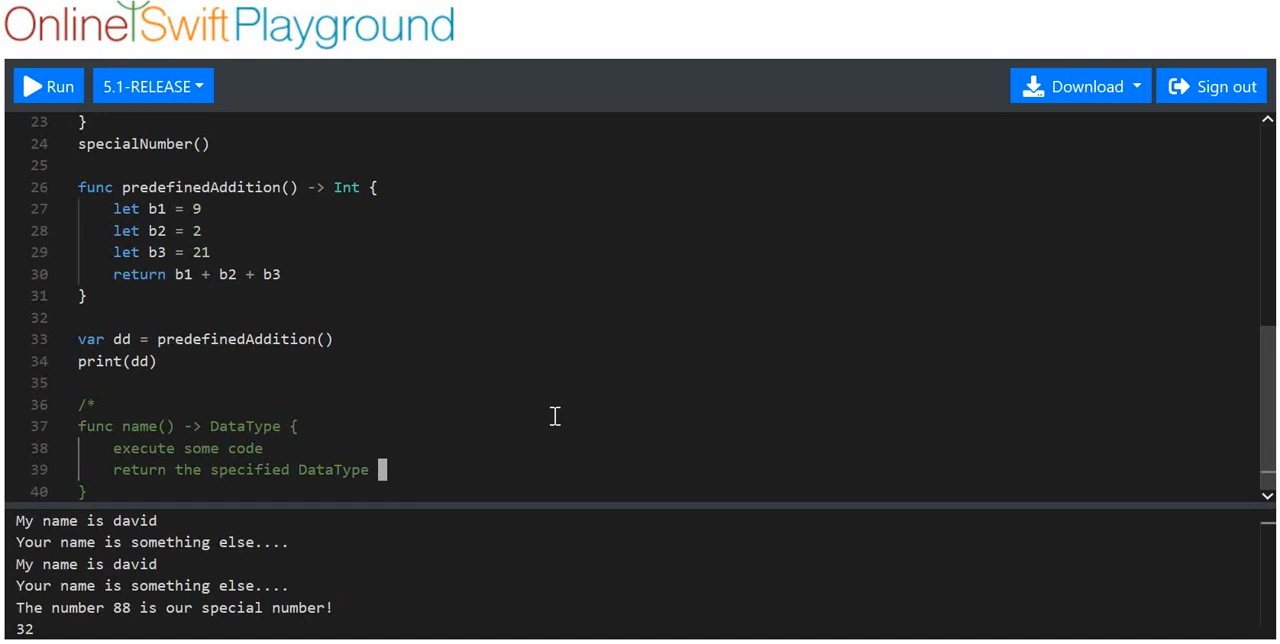 OnlineSwiftPlayground
Run 5.1-RELEASE Download Sign out
23 }
24 specialNumber()
25
26 func predefinedAddition() -> Int {
27 let b1 = 9
28 let b2 = 2
29 let b3 = 21
30 return b1 + b2 + b3
31 }
32
33 var dd = predefinedAddition()
34 print(dd)
35
36 /*
37 func name() -> DataType {
38 execute some code
39 return the specified DataType
40 }
My name is david
Your name is something else....
My name is david
Your name is something else....
The number 88 is our special number!
32